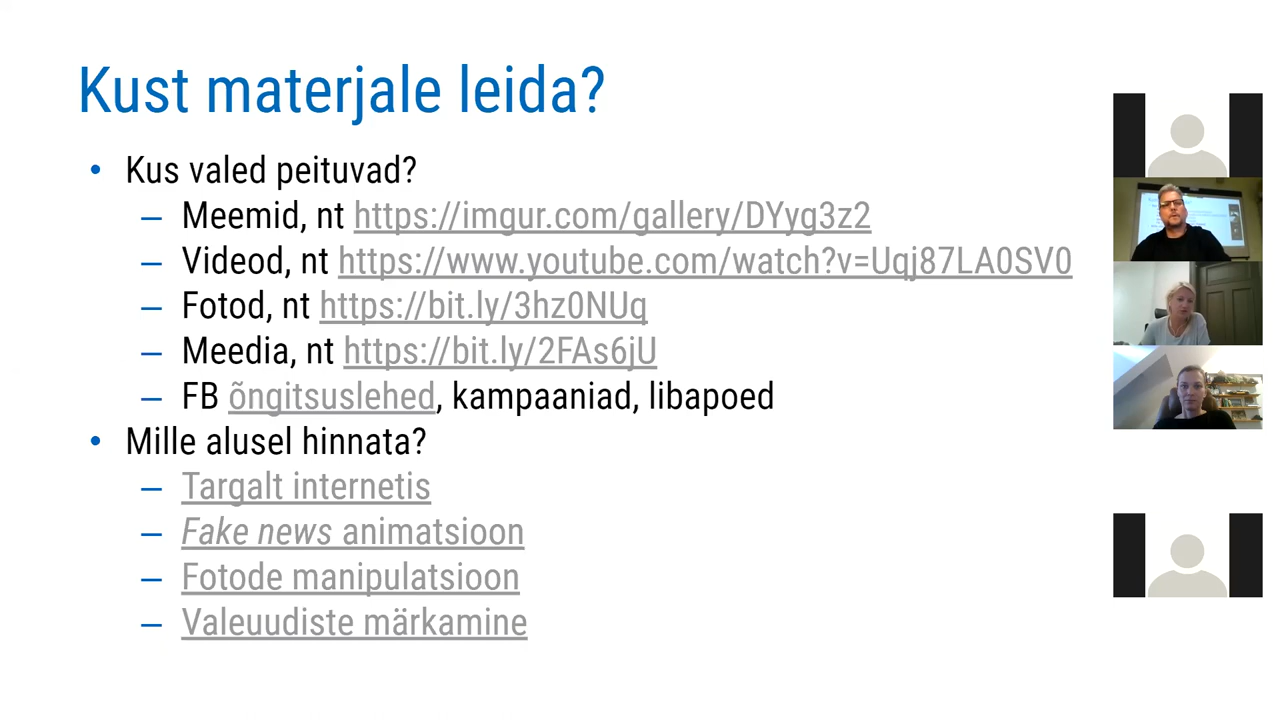 Kust materjale leida?
• Kus valed peituvad?
– Meemid, nt https://imgur.com/gallery/DYyg3z2
– Videod, nt https://www.youtube.com/watch?v=Uqj87LA0SV0
– Fotod, nt https://bit.ly/3hz0NUq
– Meedia, nt https://bit.ly/2FAs6jU
– FB õngitsuslehed, kampaaniad, libapoed
• Mille alusel hinnata?
– Targalt internetis
– Fake news animatsioon
– Fotode manipulatsioon
– Valeuudiste märkamine